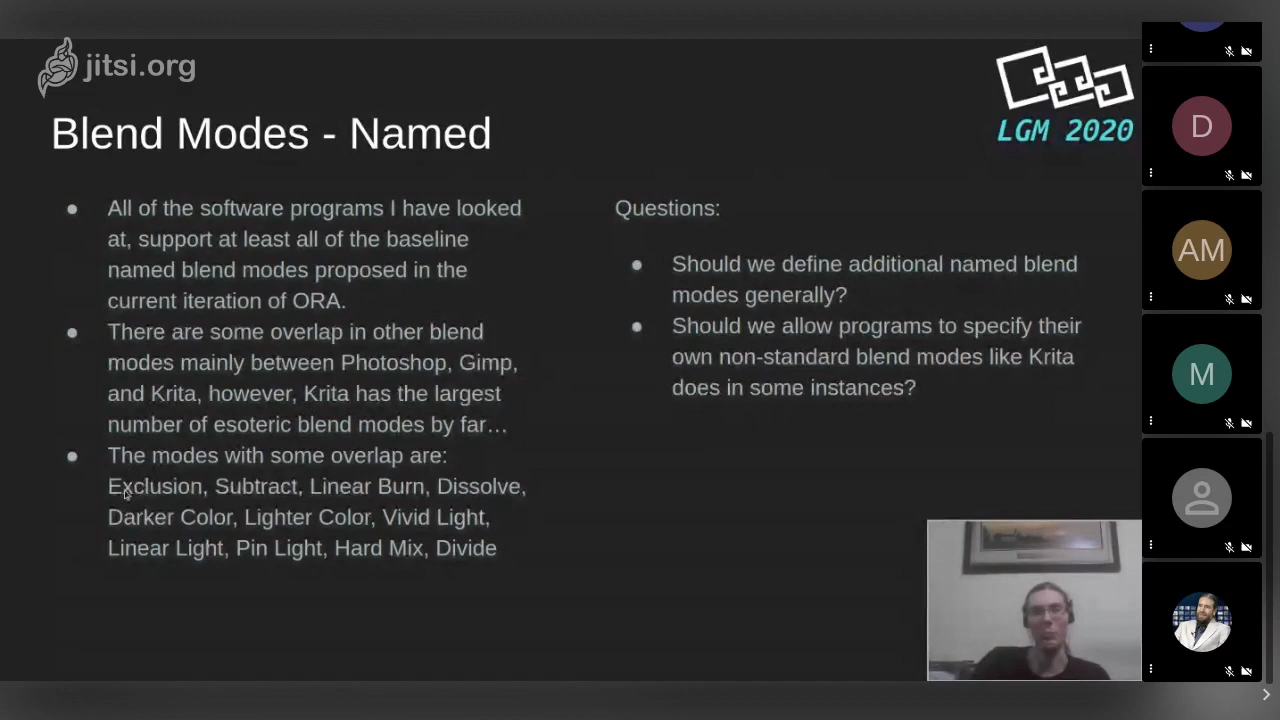 jitsi.org
LGM 2020
Blend Modes - Named
● All of the software programs I have looked
at, support at least all of the baseline
named blend modes proposed in the
current iteration of ORA.
● There are some overlap in other blend
modes mainly between Photoshop, Gimp,
and Krita, however, Krita has the largest
number of esoteric blend modes by far…
● The modes with some overlap are:
Exclusion, Subtract, Linear Burn, Dissolve,
Darker Color, Lighter Color, Vivid Light,
Linear Light, Pin Light, Hard Mix, Divide
Questions:
● Should we define additional named blend
modes generally?
● Should we allow programs to specify their
own non-standard blend modes like Krita
does in some instances?
D
AM
M